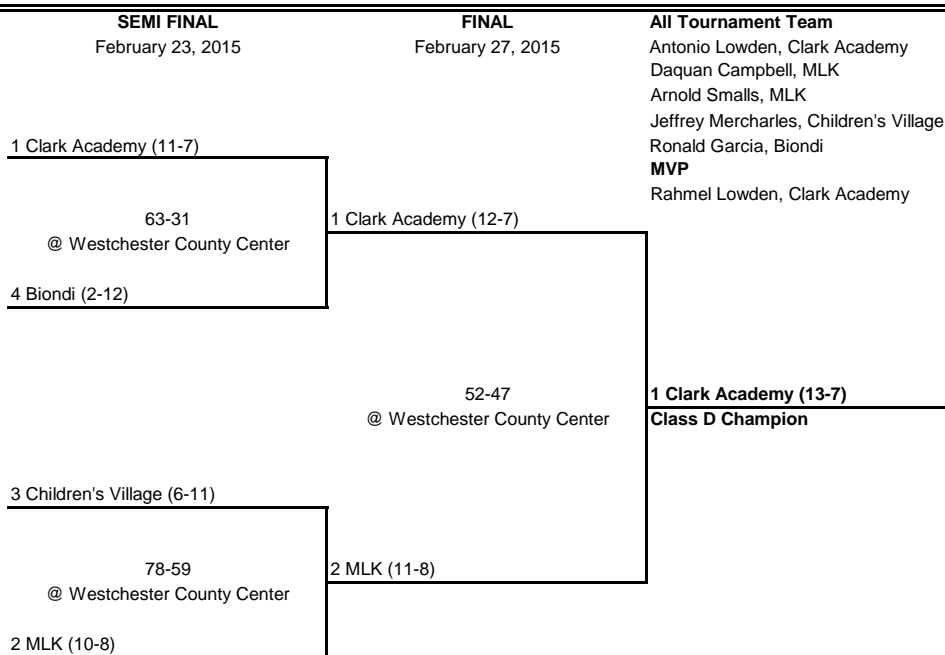 SEMI FINAL
February 23, 2015
FINAL
February 27, 2015
All Tournament Team
Antonio Lowden, Clark Academy
Daquan Campbell, MLK
Arnold Smalls, MLK
Jeffrey Mercharles, Children's Village
Ronald Garcia, Biondi
MVP
Rahmel Lowden, Clark Academy
1 Clark Academy (11-7)
63-31
@ Westchester County Center
4 Biondi (2-12)
1 Clark Academy (12-7)
52-47
@ Westchester County Center
1 Clark Academy (13-7)
Class D Champion
3 Children's Village (6-11)
78-59
@ Westchester County Center
2 MLK (10-8)
2 MLK (11-8)